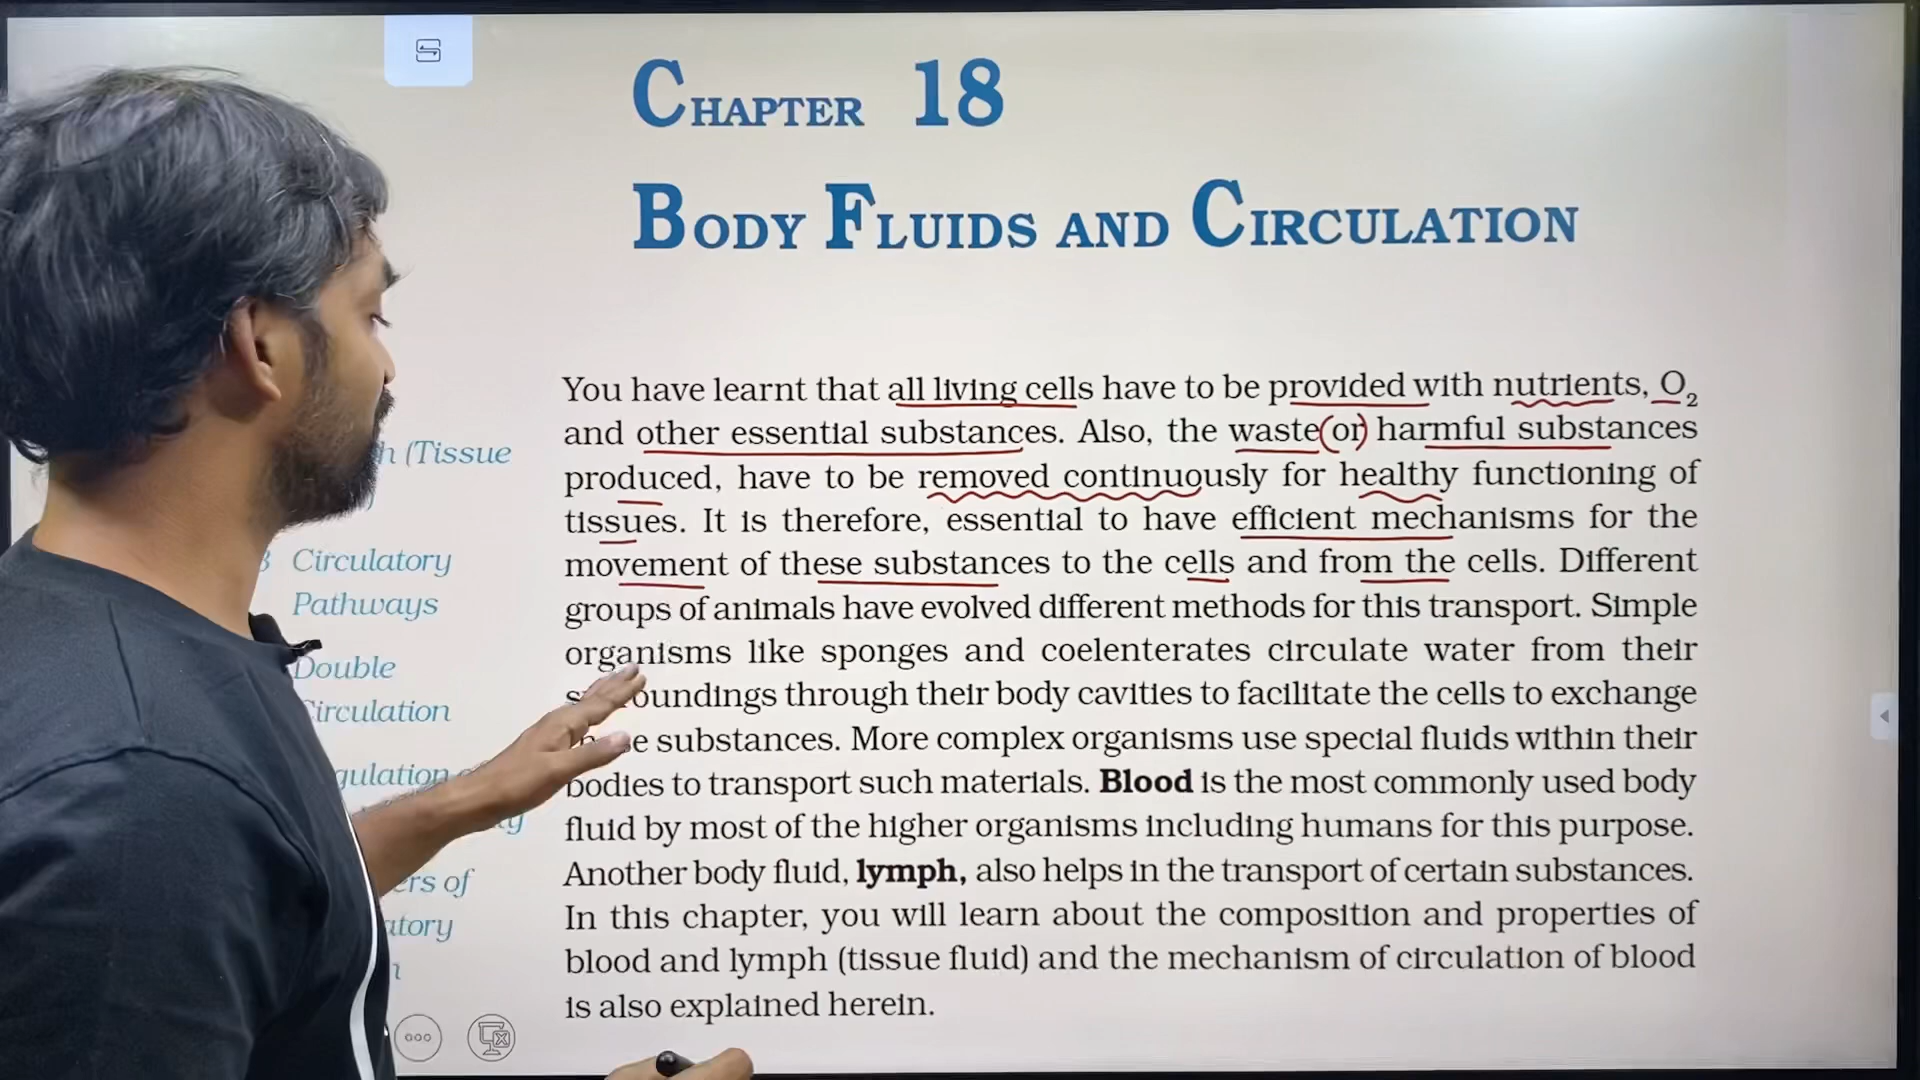 CHAPTER 18
BODY FLUIDS AND CIRCULATION
(Tissue
Circulatory
Pathways
Double
Circulation
You have learnt that all living cells have to be provided with nutrients, O2
and other essential substances. Also, the waste (or) harmful substances
produced, have to be removed continuously for healthy functioning of
tissues. It is therefore, essential to have efficient mechanisms for the
movement of these substances to the cells and from the cells. Different
groups of animals have evolved different methods for this transport. Simple
organisms like sponges and coelenterates circulate water from their
surroundings through their body cavities to facilitate the cells to exchange
these substances. More complex organisms use special fluids within their
bodies to transport such materials. Blood is the most commonly used body
fluid by most of the higher organisms including humans for this purpose.
Another body fluid, lymph, also helps in the transport of certain substances.
In this chapter, you will learn about the composition and properties of
blood and lymph (tissue fluid) and the mechanism of circulation of blood
is also explained herein.